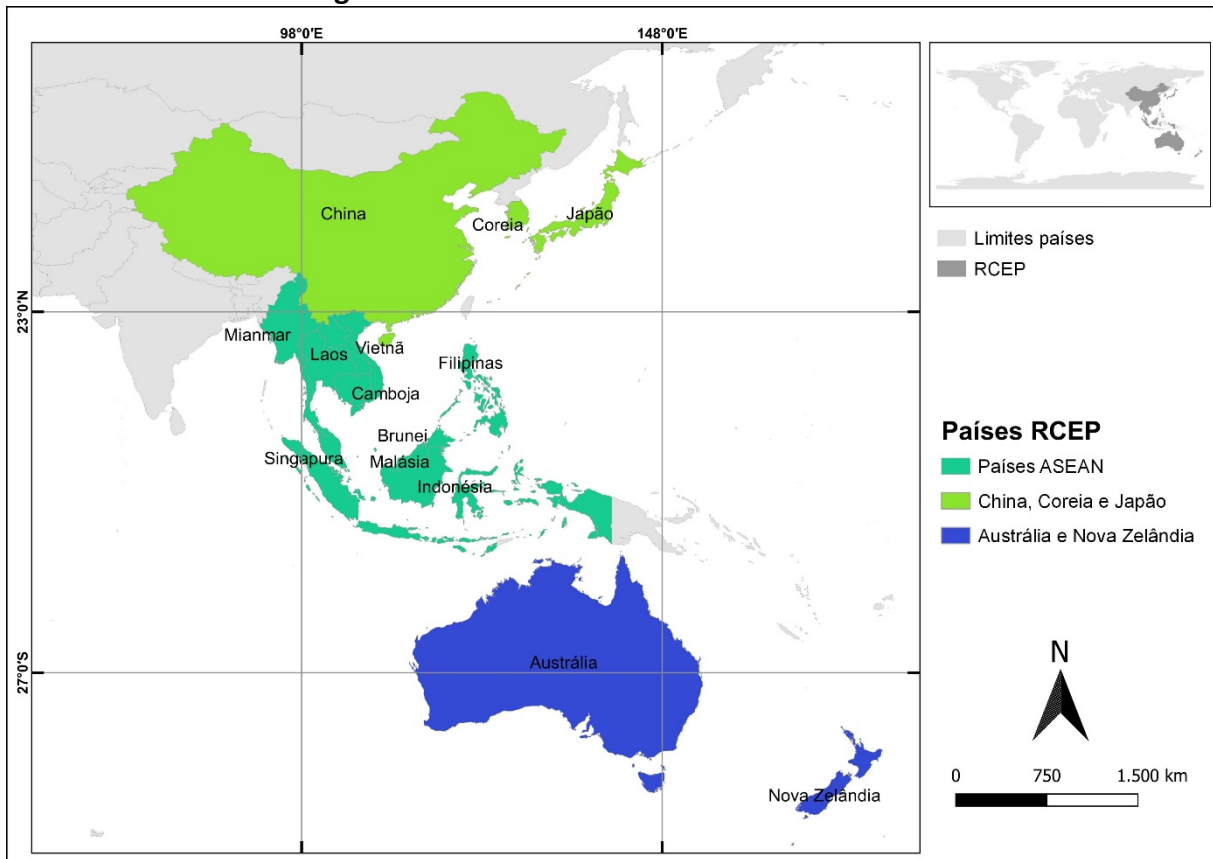 98°0'E
148°0'E
China
Coreia
Japão
23°0'N
Mianmar
Laos
Vietnã
Filipinas
Camboja
Brunei
Singapura
Malásia
Indonésia
27°0'S
Austrália
Nova Zelândia
Limites países
RCEP
Países RCEP
Países ASEAN
China, Coreia e Japão
Austrália e Nova Zelândia
N
0 750 1.500 km